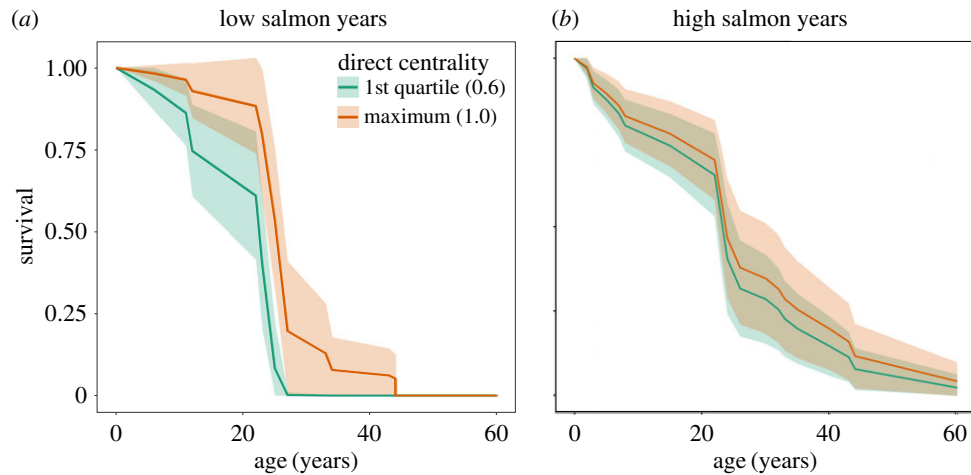 (a) low salmon years
direct centrality
1st quartile (0.6)
maximum (1.0)
survival
1.00
0.75
0.50
0.25
0
0 20 40 60
age (years)
(b) high salmon years
0 20 40 60
age (years)